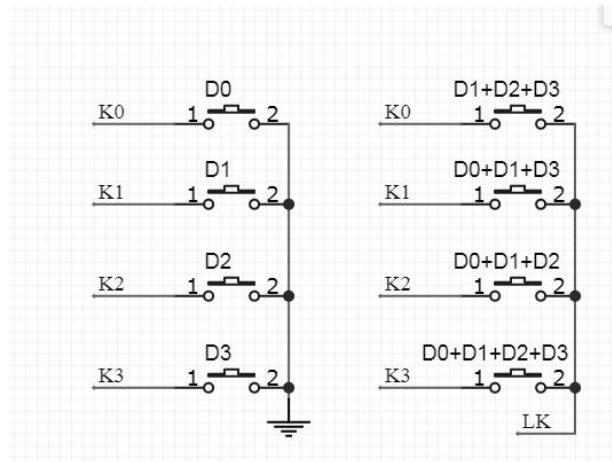 D0
K0 1 2
D1
K1 1 2
D2
K2 1 2
D3
K3 1 2
D1+D2+D3
K0 1 2
D0+D1+D3
K1 1 2
D0+D1+D2
K2 1 2
D0+D1+D2+D3
K3 1 2
LK